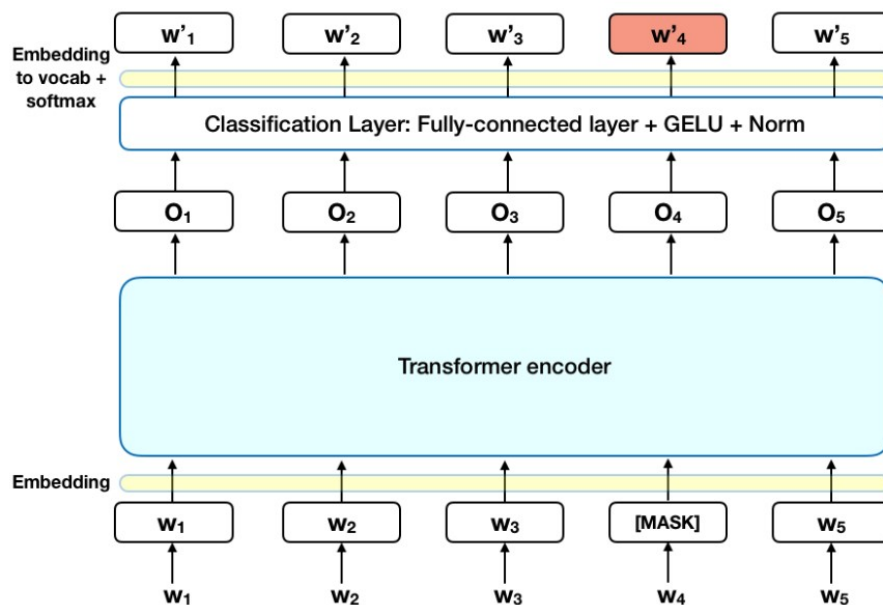 w’₁ w’₂ w’₃ w’₄ w’₅
Embedding
to vocab +
softmax
Classification Layer: Fully-connected layer + GELU + Norm
O₁ O₂ O₃ O₄ O₅
Transformer encoder
Embedding
w₁ w₂ w₃ [MASK] w₅
w₁ w₂ w₃ w₄ w₅